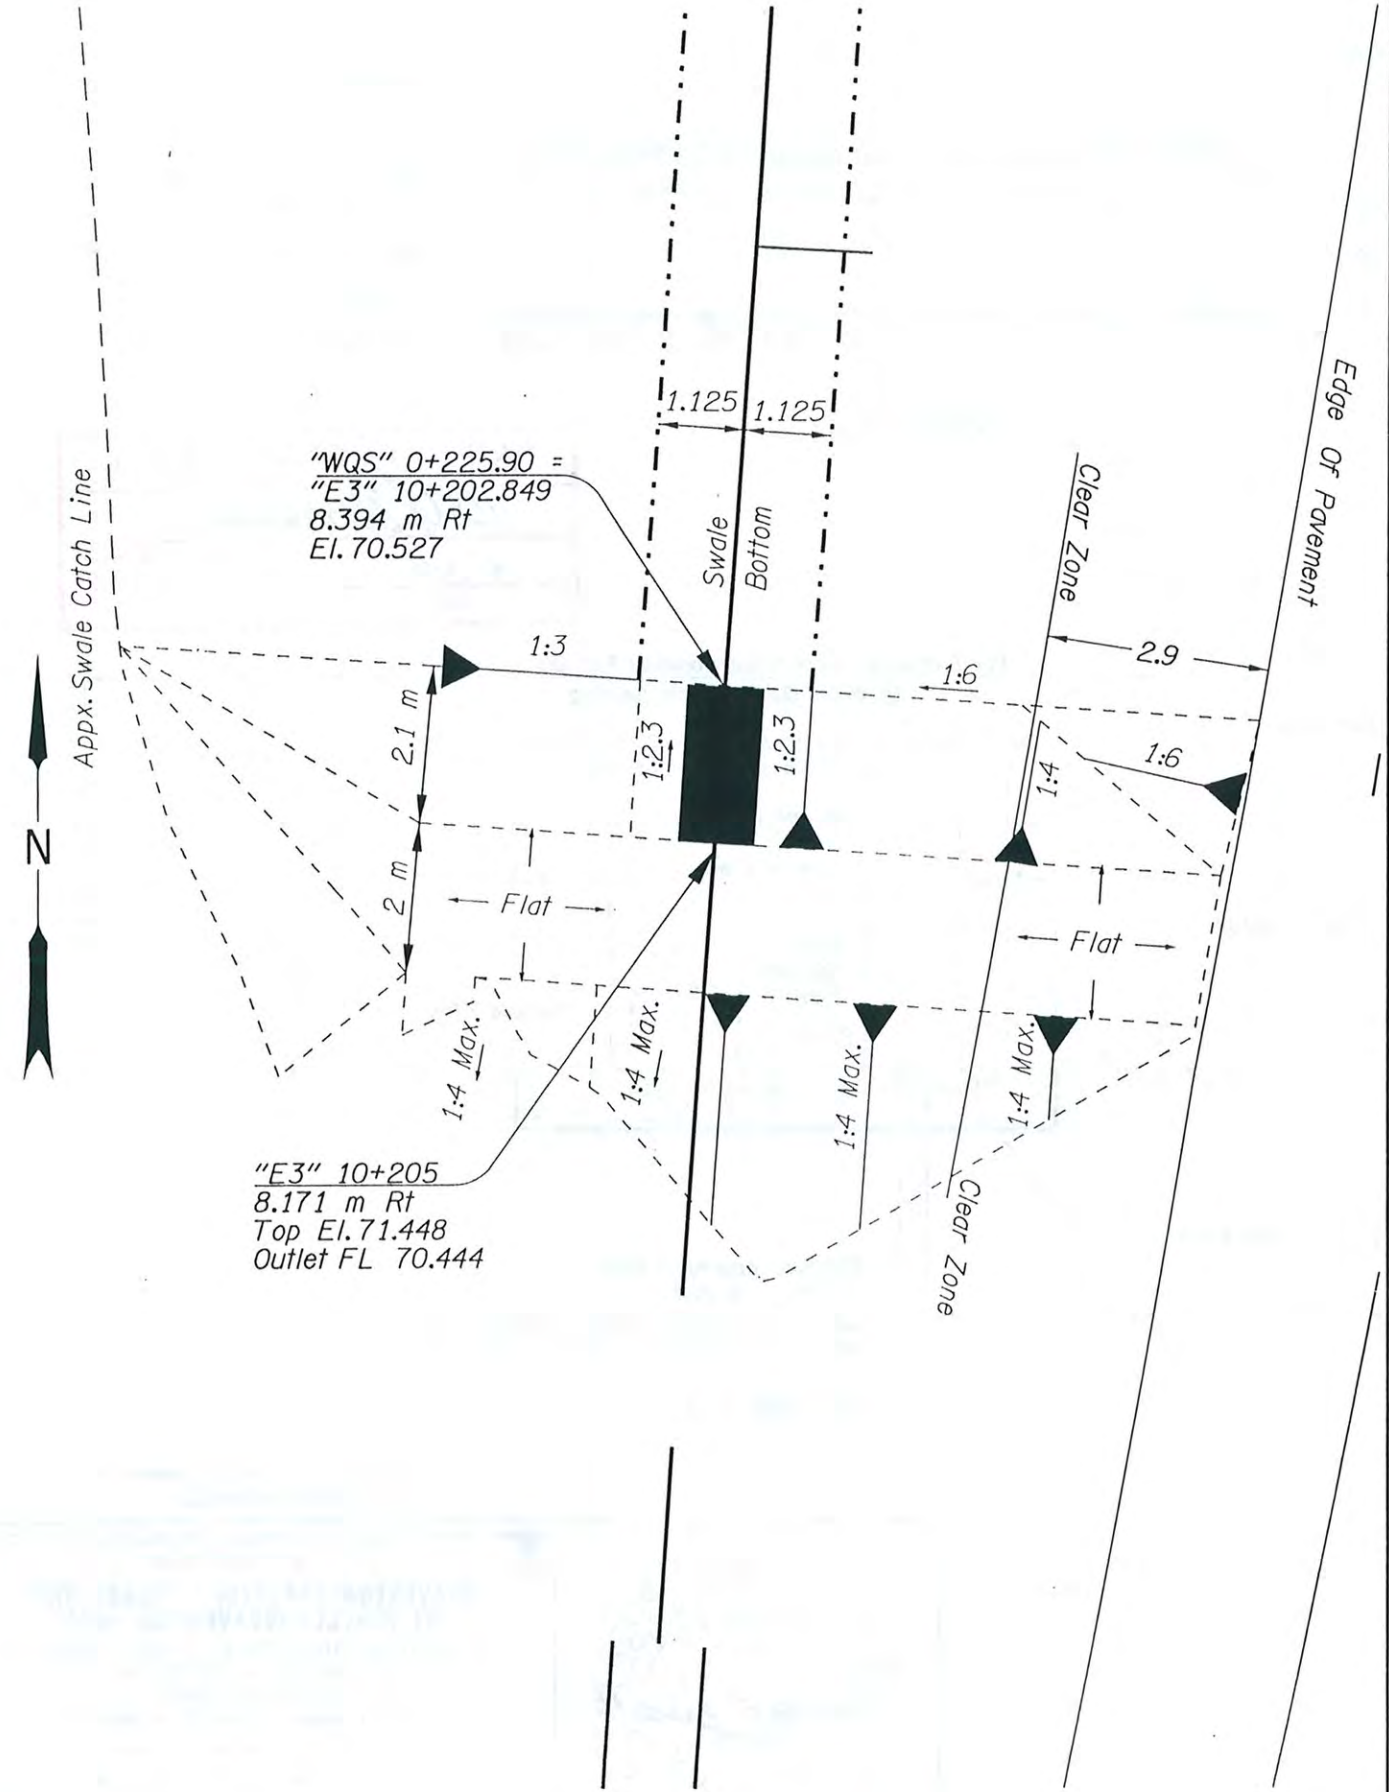 Edge Of Pavement
1.125
1.125
"WQS" 0+225.90 =
"E3" 10+202.849
8.394 m Rt
El. 70.527
Appx. Swale Catch Line
Swale
Bottom
Clear Zone
2.9
1:3
1:6
2.1 m
1:2.3
1:2.3
1:4
1:6
N
2 m
Flat
Flat
1:4 Max.
1:4 Max.
1:4 Max.
1:4 Max.
"E3" 10+205
8.171 m Rt
Top El. 71.448
Outlet FL 70.444
Clear Zone